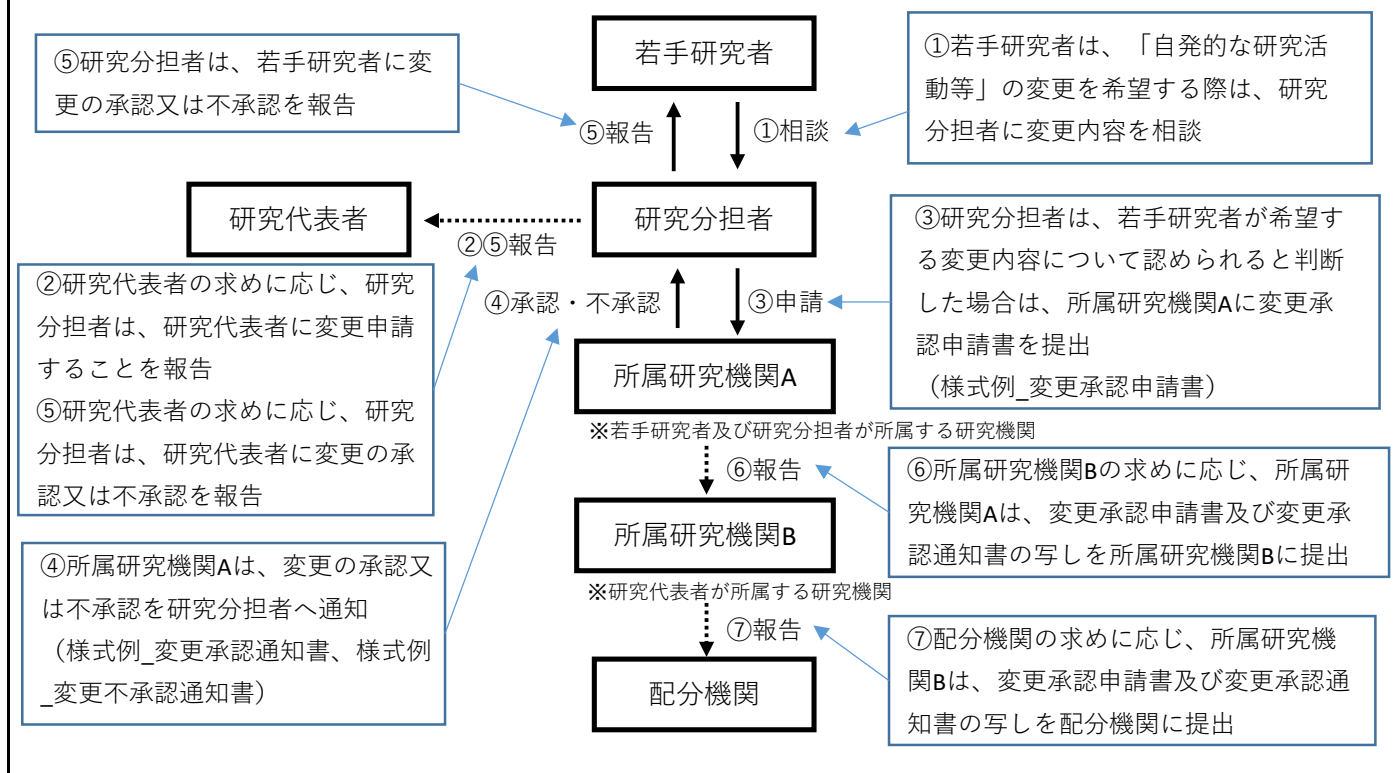 ⑤研究分担者は、若手研究者に変
更の承認又は不承認を報告
若手研究者
①若手研究者は、「自発的な研究活
動等」の変更を希望する際は、研究
分担者に変更内容を相談
⑤報告
①相談
研究代表者
研究分担者
②⑤報告
③研究分担者は、若手研究者が希望す
る変更内容について認められると判断
した場合は、所属研究機関Aに変更承
認申請書を提出
（様式例_変更承認申請書）
②研究代表者の求めに応じ、研究
分担者は、研究代表者に変更申請
することを報告
⑤研究代表者の求めに応じ、研究
分担者は、研究代表者に変更の承
認又は不承認を報告
④承認・不承認
③申請
所属研究機関A
※若手研究者及び研究分担者が所属する研究機関
⑥報告
⑥所属研究機関Bの求めに応じ、所属研
究機関Aは、変更承認申請書及び変更承
認通知書の写しを所属研究機関Bに提出
所属研究機関B
※研究代表者が所属する研究機関
④所属研究機関Aは、変更の承認又
は不承認を研究分担者へ通知
（様式例_変更承認通知書、様式例
_変更不承認通知書）
⑦報告
⑦配分機関の求めに応じ、所属研究機
関Bは、変更承認申請書及び変更承認通
知書の写しを配分機関に提出
配分機関